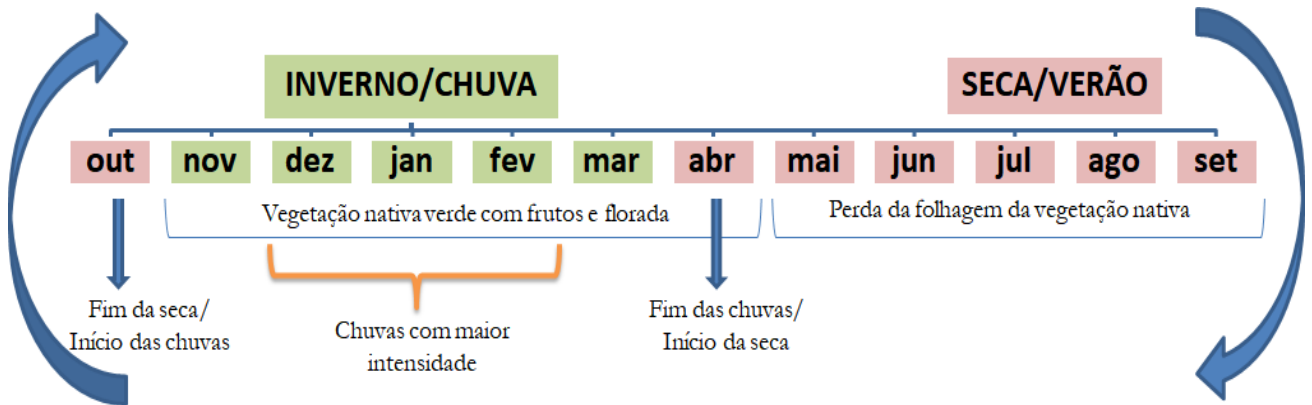 INVERNO/CHUVA
SECA/VERÃO
out nov dez jan fev mar abr mai jun jul ago set
Vegetação nativa verde com frutos e florada
Perda da folhagem da vegetação nativa
Fim da seca/
Início das chuvas
Chuvas com maior
intensidade
Fim das chuvas/
Início da seca